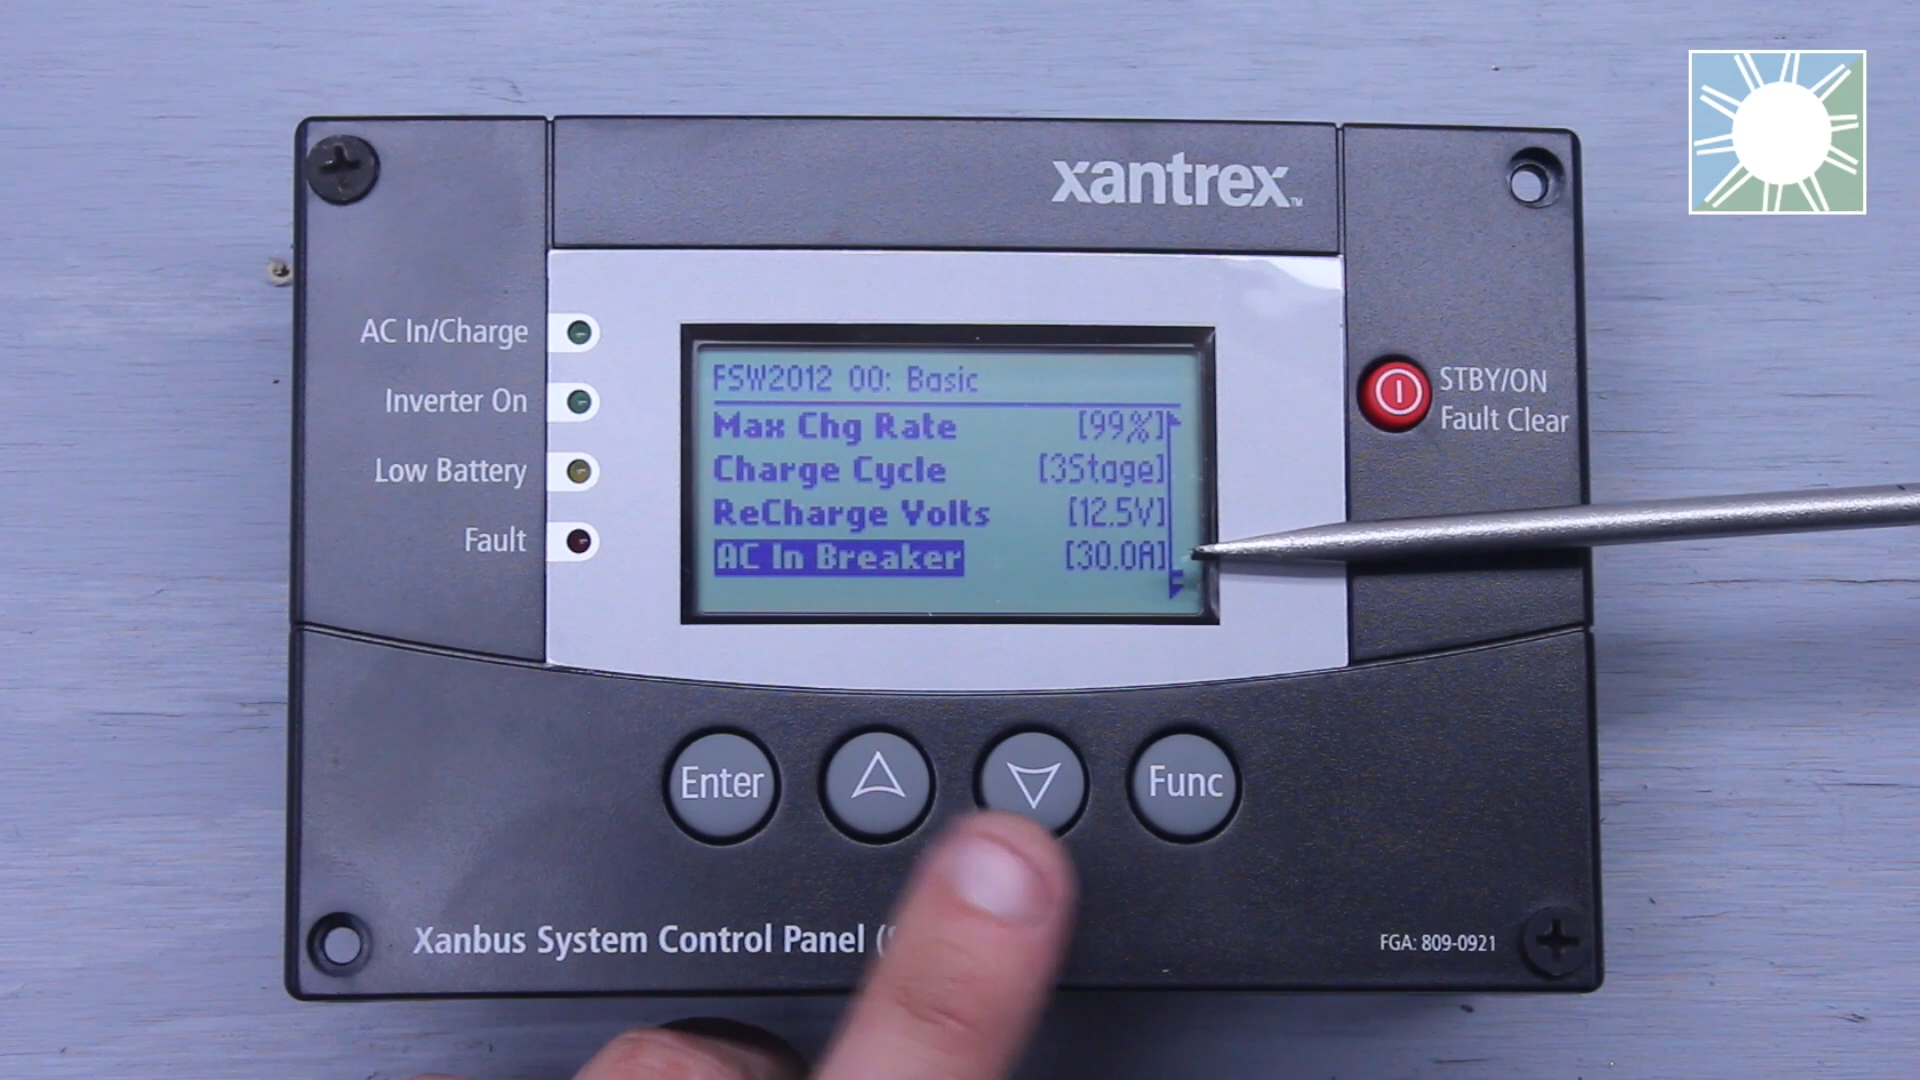 xantrex™
AC In/Charge
Inverter On
Low Battery
Fault
FSW2012 00: Basic
Max Chg Rate [99%]
Charge Cycle [3Stage]
ReCharge Volts [12.5V]
AC In Breaker [30.0A]
STBY/ON
Fault Clear
Enter
Func
Xanbus System Control Panel
FGA: 809-0921